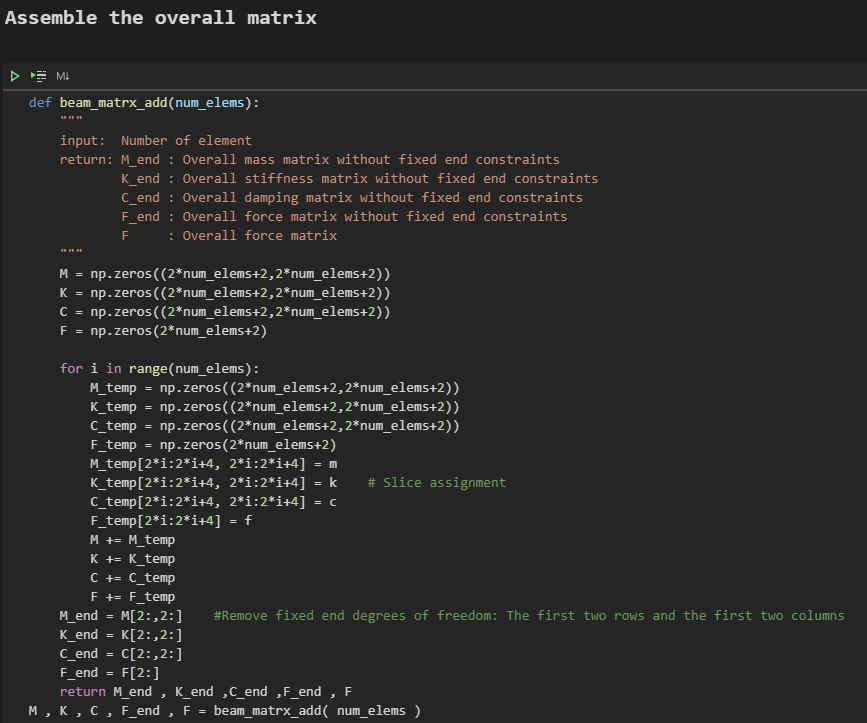 Assemble the overall matrix
M↓
def beam_matrx_add(num_elems):
    """
    input:  Number of element
    return: M_end : Overall mass matrix without fixed end constraints
            K_end : Overall stiffness matrix without fixed end constraints
            C_end : Overall damping matrix without fixed end constraints
            F_end : Overall force matrix without fixed end constraints
            F     : Overall force matrix
    """
    M = np.zeros((2*num_elems+2,2*num_elems+2))
    K = np.zeros((2*num_elems+2,2*num_elems+2))
    C = np.zeros((2*num_elems+2,2*num_elems+2))
    F = np.zeros(2*num_elems+2)
    for i in range(num_elems):
        M_temp = np.zeros((2*num_elems+2,2*num_elems+2))
        K_temp = np.zeros((2*num_elems+2,2*num_elems+2))
        C_temp = np.zeros((2*num_elems+2,2*num_elems+2))
        F_temp = np.zeros(2*num_elems+2)
        M_temp[2*i:2*i+4, 2*i:2*i+4] = m
        K_temp[2*i:2*i+4, 2*i:2*i+4] = k    # Slice assignment
        C_temp[2*i:2*i+4, 2*i:2*i+4] = c
        F_temp[2*i:2*i+4] = f
        M += M_temp
        K += K_temp
        C += C_temp
        F += F_temp
    M_end = M[2:,2:]    #Remove fixed end degrees of freedom: The first two rows and the first two columns
    K_end = K[2:,2:]
    C_end = C[2:,2:]
    F_end = F[2:]
    return M_end , K_end ,C_end ,F_end , F
M , K , C , F_end , F = beam_matrx_add( num_elems )